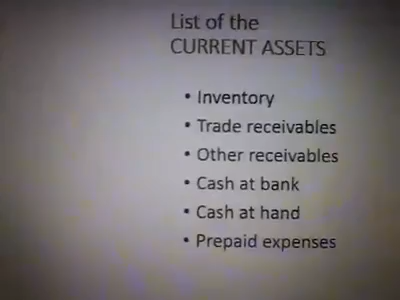 List of the
CURRENT ASSETS
• Inventory
• Trade receivables
• Other receivables
• Cash at bank
• Cash at hand
• Prepaid expenses